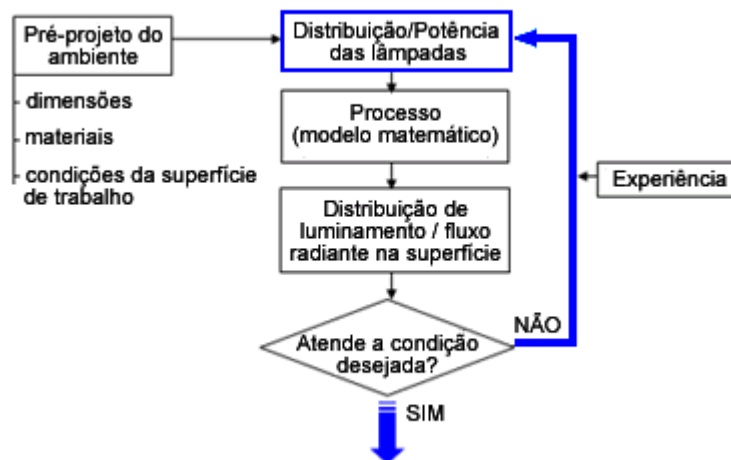 Pré-projeto do
ambiente
- dimensões
- materiais
- condições da superfície
de trabalho
Distribuição/Potência
das lâmpadas
Processo
(modelo matemático)
Distribuição de
luminamento / fluxo
radiante na superfície
Atende a condição
desejada?
NÃO
Experiência
SIM